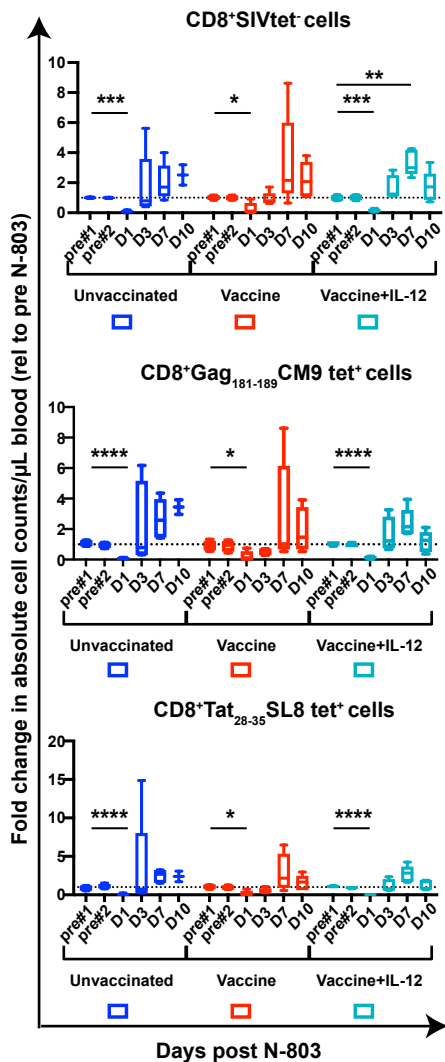 Fold change in absolute cell counts/μL blood (rel to pre N-803)
CD8+SIVtet- cells
10
8
6
4
2
0
*** * ** ***
pre#1 pre#2 D1 D3 D7 D10 pre#1 pre#2 D1 D3 D7 D10 pre#1 pre#2 D1 D3 D7 D10
Unvaccinated Vaccine Vaccine+IL-12
CD8+Gag181-189CM9 tet+ cells
10
8
6
4
2
0
**** * ****
pre#1 pre#2 D1 D3 D7 D10 pre#1 pre#2 D1 D3 D7 D10 pre#1 pre#2 D1 D3 D7 D10
Unvaccinated Vaccine Vaccine+IL-12
CD8+Tat28-35SL8 tet+ cells
20
15
10
5
0
**** * ****
pre#1 pre#2 D1 D3 D7 D10 pre#1 pre#2 D1 D3 D7 D10 pre#1 pre#2 D1 D3 D7 D10
Unvaccinated Vaccine Vaccine+IL-12
Days post N-803